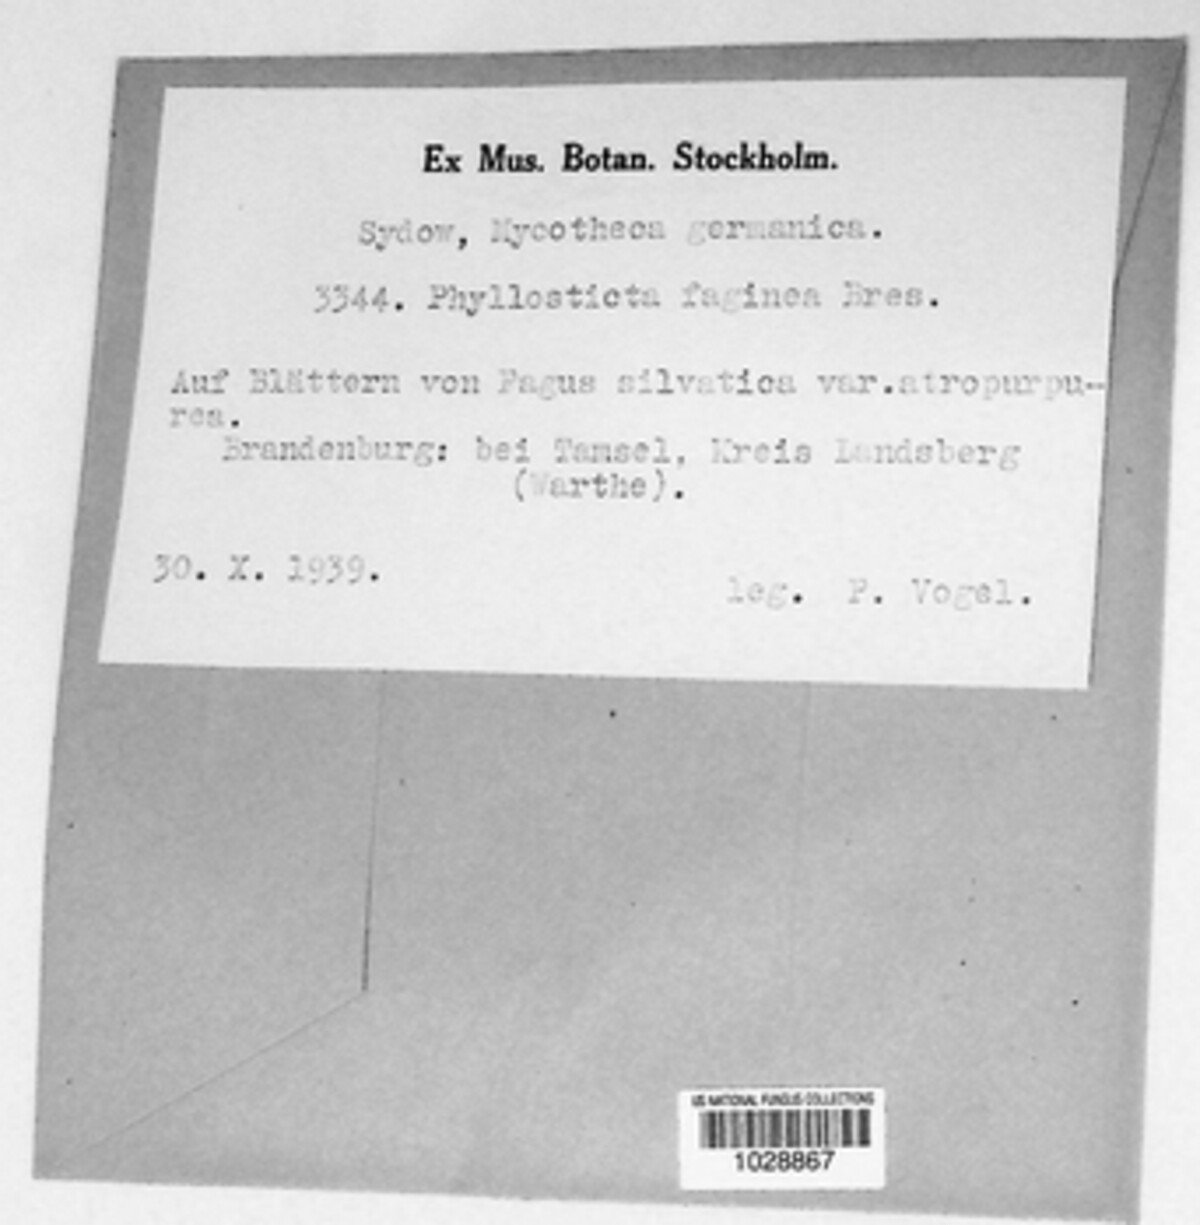 Ex Mus. Botan. Stockholm.
Sydow, Mycotheca germanica.
3344. Phyllosticta faginea Bres.
Auf Blättern von Fagus silvatica var.atropurpu-
rea.
Brandenburg: bei Tamsel, Kreis Landsberg
(Warthe).
30. X. 1939.
leg. P. Vogel.
US NATIONAL FUNGUS COLLECTIONS
1028867